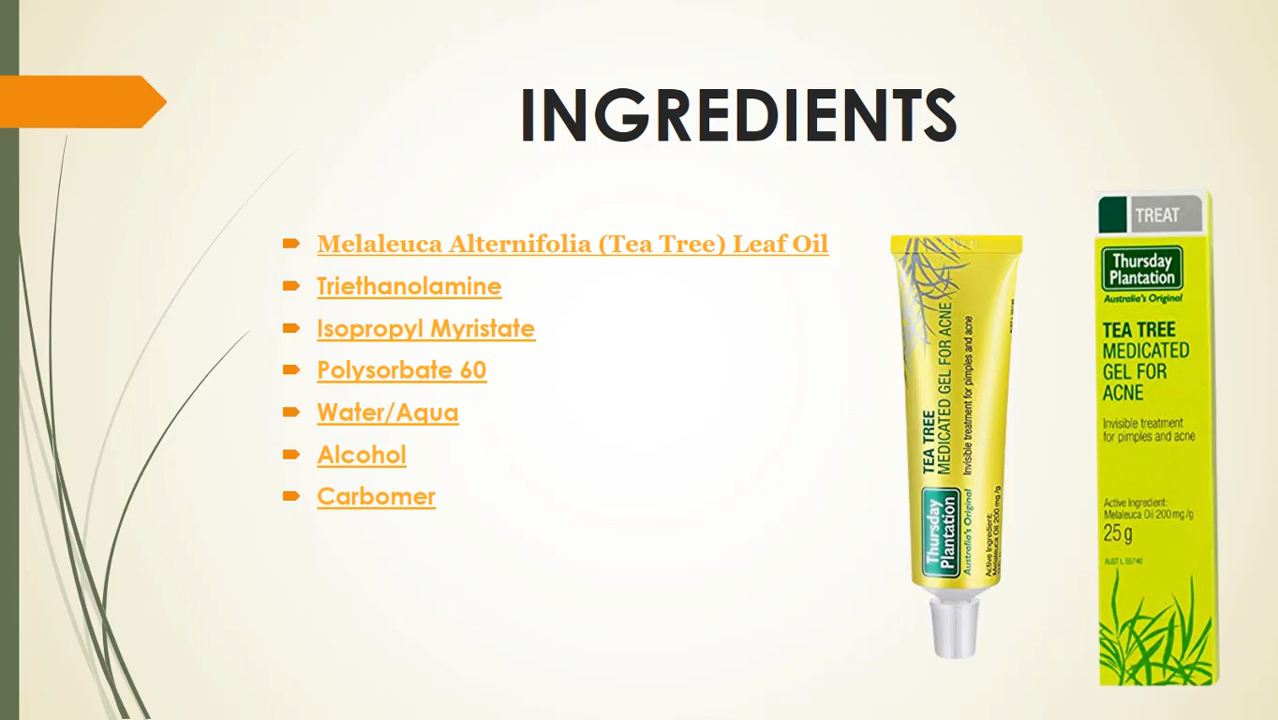 INGREDIENTS
Melaleuca Alternifolia (Tea Tree) Leaf Oil
Triethanolamine
Isopropyl Myristate
Polysorbate 60
Water/Aqua
Alcohol
Carbomer
TEA TREE
MEDICATED GEL FOR ACNE
Invisible treatment for pimples and acne
Thursday
Plantation
Australia's Original
Active Ingredient:
Melaleuca Oil 200 mg/g
TREAT
Thursday
Plantation
Australia's Original
TEA TREE
MEDICATED
GEL FOR
ACNE
Invisible treatment
for pimples and acne
Active Ingredient:
Melaleuca Oil 200 mg/g
25g
AUST L 55740